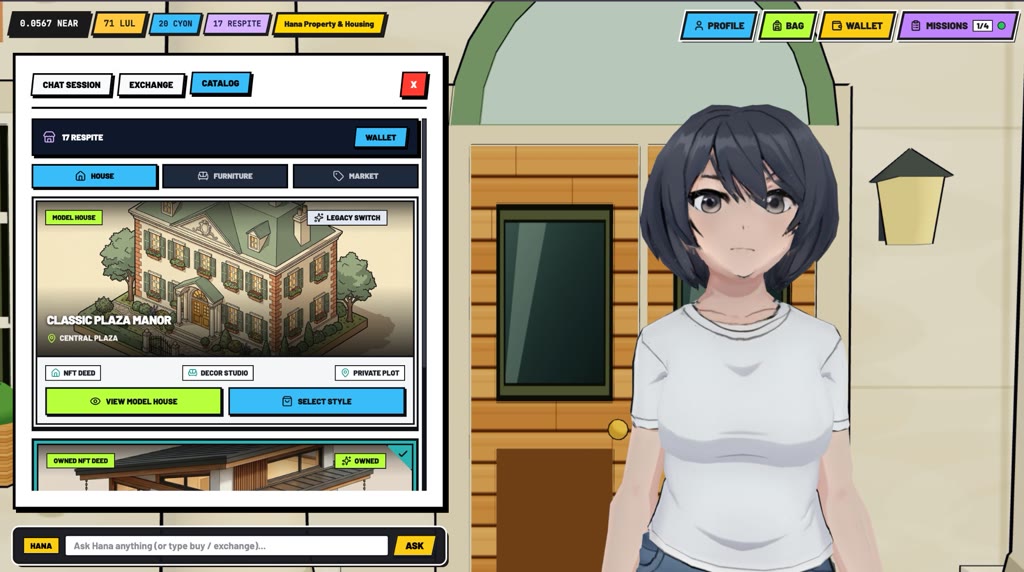 0.0567 NEAR
71 LUL
20 CYON
17 RESPITE
Hana Property & Housing
PROFILE
BAG
WALLET
MISSIONS 1/4
CHAT SESSION
EXCHANGE
CATALOG
X
17 RESPITE
WALLET
HOUSE
FURNITURE
MARKET
MODEL HOUSE
LEGACY SWITCH
CLASSIC PLAZA MANOR
CENTRAL PLAZA
NFT DEED
DECOR STUDIO
PRIVATE PLOT
VIEW MODEL HOUSE
SELECT STYLE
OWNED NFT DEED
OWNED
HANA
Ask Hana anything (or type buy / exchange)...
ASK